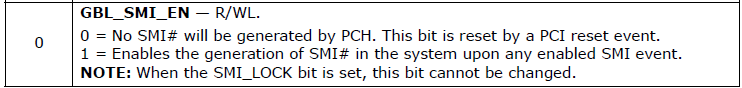 0
GBL_SMI_EN — R/WL.
0 = No SMI# will be generated by PCH. This bit is reset by a PCI reset event.
1 = Enables the generation of SMI# in the system upon any enabled SMI event.
NOTE: When the SMI_LOCK bit is set, this bit cannot be changed.